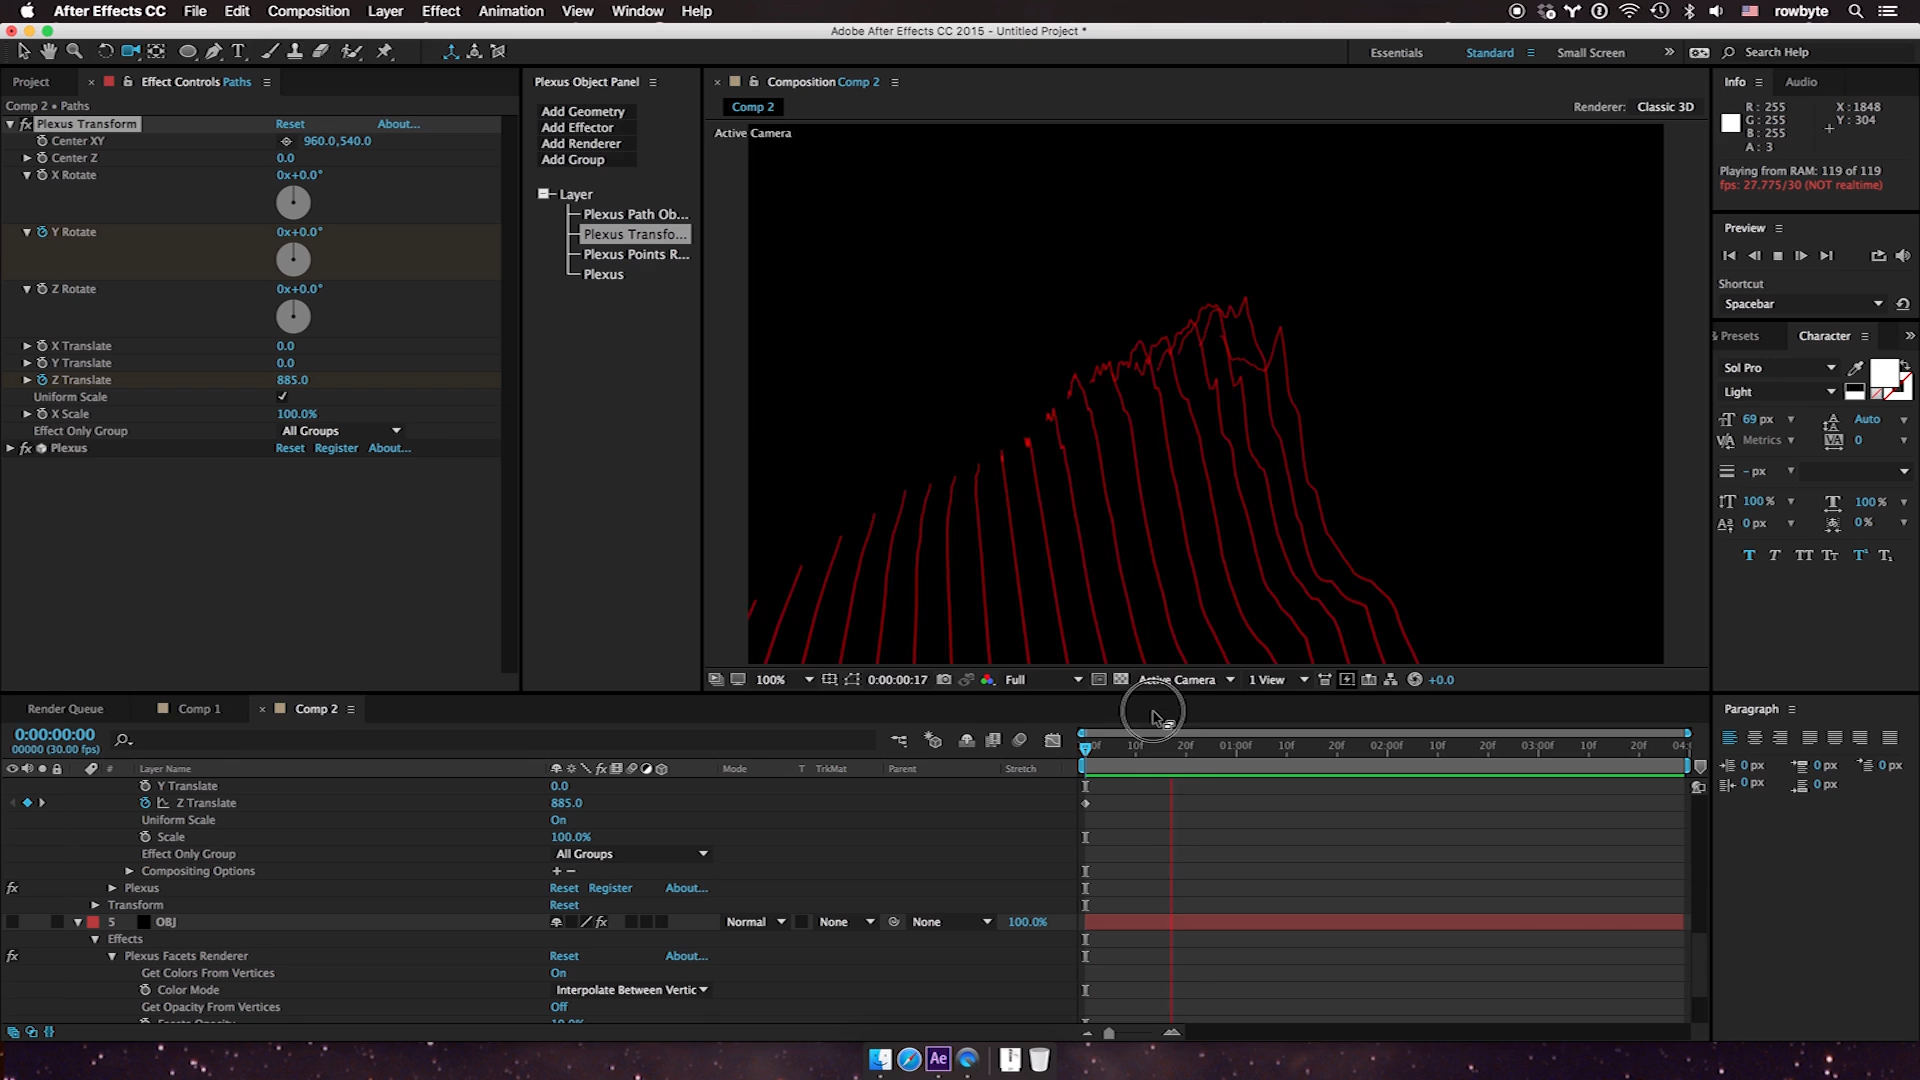 After Effects CC File Edit Composition Layer Effect Animation View Window Help rowbyte
Adobe After Effects CC 2015 - Untitled Project *
Essentials Standard Small Screen Search Help
Project Effect Controls Paths
Comp 2 • Paths
Plexus Transform Reset About...
Center XY 960.0,540.0
Center Z 0.0
X Rotate 0x+0.0°
Y Rotate 0x+0.0°
Z Rotate 0x+0.0°
X Translate 0.0
Y Translate 0.0
Z Translate 885.0
Uniform Scale
X Scale 100.0%
Effect Only Group All Groups
Plexus Reset Register About...
Plexus Object Panel
Add Geometry
Add Effector
Add Renderer
Add Group
Layer
Plexus Path Ob...
Plexus Transfo...
Plexus Points R...
Plexus
Composition Comp 2
Comp 2 Renderer: Classic 3D
Active Camera
100% 0:00:00:17 Full Active Camera 1 View +0.0
Info Audio
R: 255 X: 1848
G: 255 Y: 304
B: 255
A: 3
Playing from RAM: 119 of 119
fps: 27.775/30 (NOT realtime)
Preview
Shortcut
Spacebar
& Presets Character
Sol Pro
Light
69 px Auto
Metrics 0
- px
100% 100%
0 px 0%
T T TT Tt T¹ T₁
Paragraph
0 px 0 px 0 px
0 px 0 px
Render Queue Comp 1 Comp 2
0:00:00:00
00000 (30.00 fps)
10f 20f 01:00f 10f 20f 02:00f 10f 20f 03:00f 10f 20f 04:
# Layer Name Mode T TrkMat Parent Stretch
Y Translate 0.0
Z Translate 885.0
Uniform Scale On
Scale 100.0%
Effect Only Group All Groups
Compositing Options + −
fx Plexus Reset Register About...
Transform Reset
5 OBJ Normal None None 100.0%
Effects
fx Plexus Facets Renderer Reset About...
Get Colors From Vertices On
Color Mode Interpolate Between Vertic
Get Opacity From Vertices Off
Ae